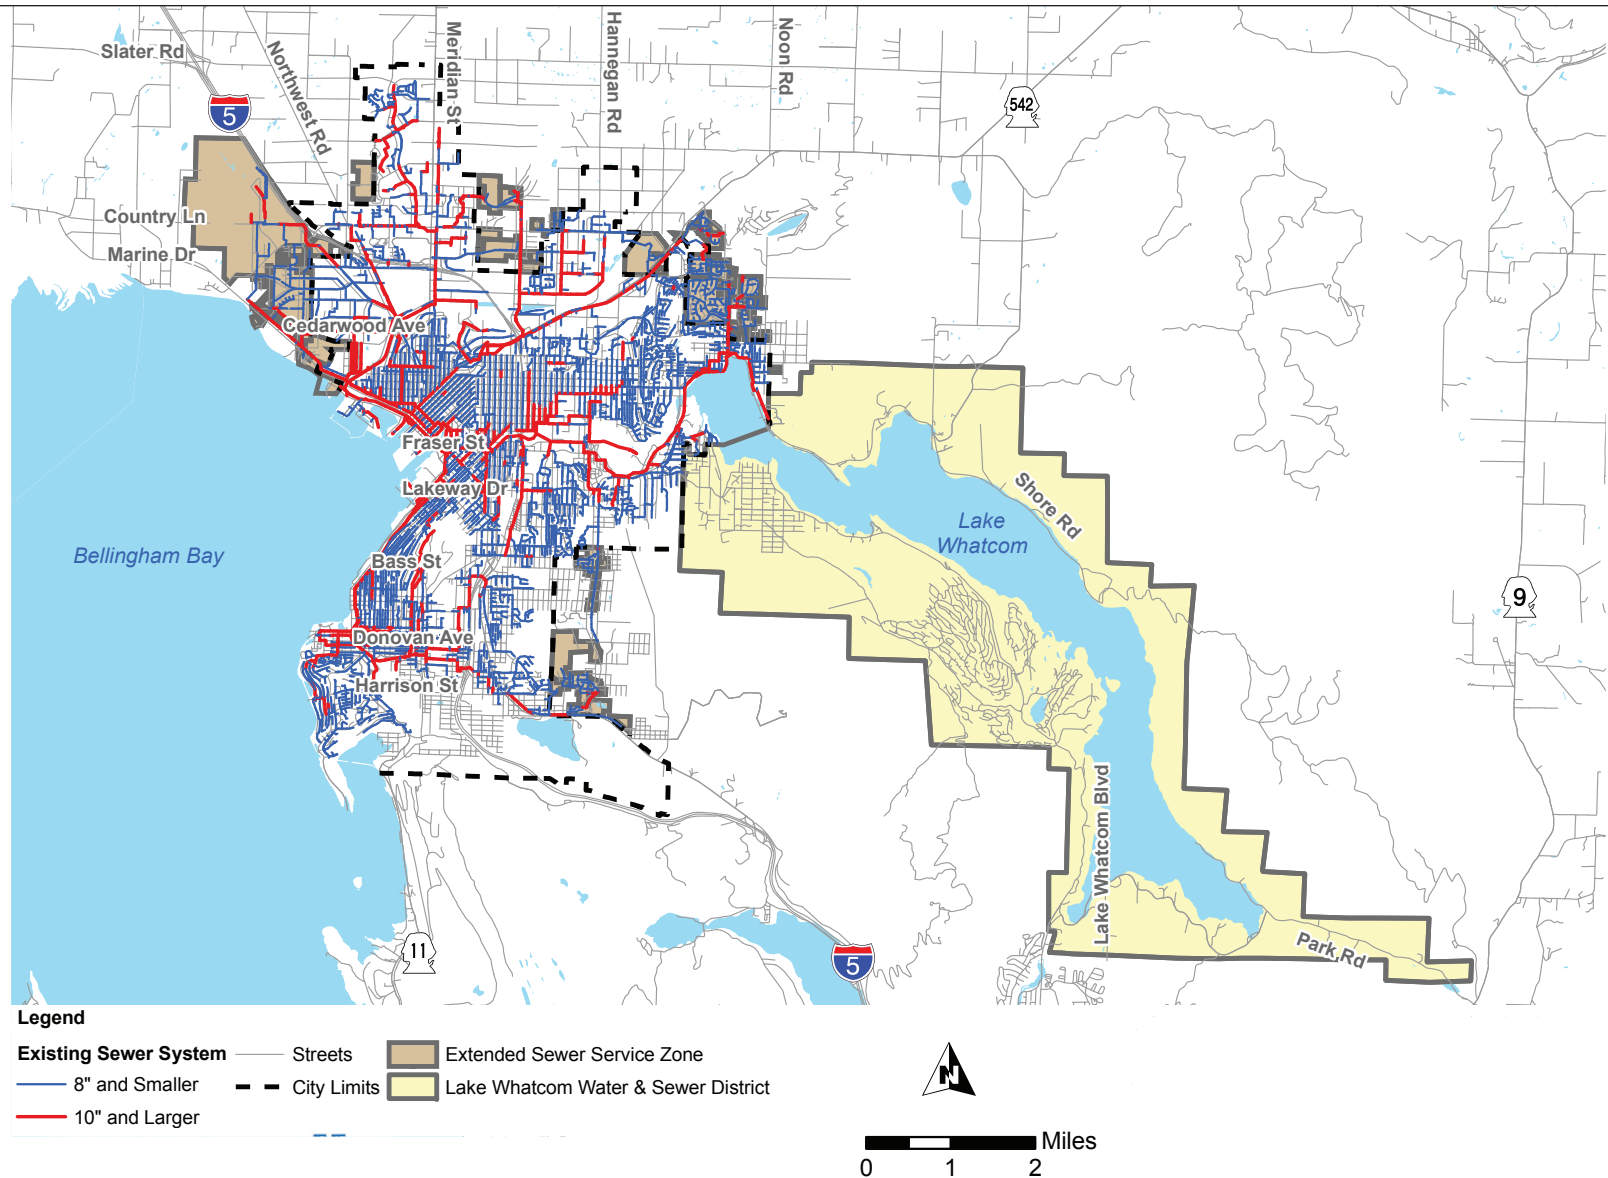 Slater Rd
Northwest Rd
Meridian St
Hannegan Rd
Noon Rd
5
542
Country Ln
Marine Dr
Cedarwood Ave
Fraser St
Lakeway Dr
Bellingham Bay
Bass St
Donovan Ave
Harrison St
Lake
Whatcom
Shore Rd
9
Lake Whatcom Blvd
Park Rd
11
5
Legend
Existing Sewer System
8" and Smaller
10" and Larger
Streets
City Limits
Extended Sewer Service Zone
Lake Whatcom Water & Sewer District
N
Miles
0 1 2